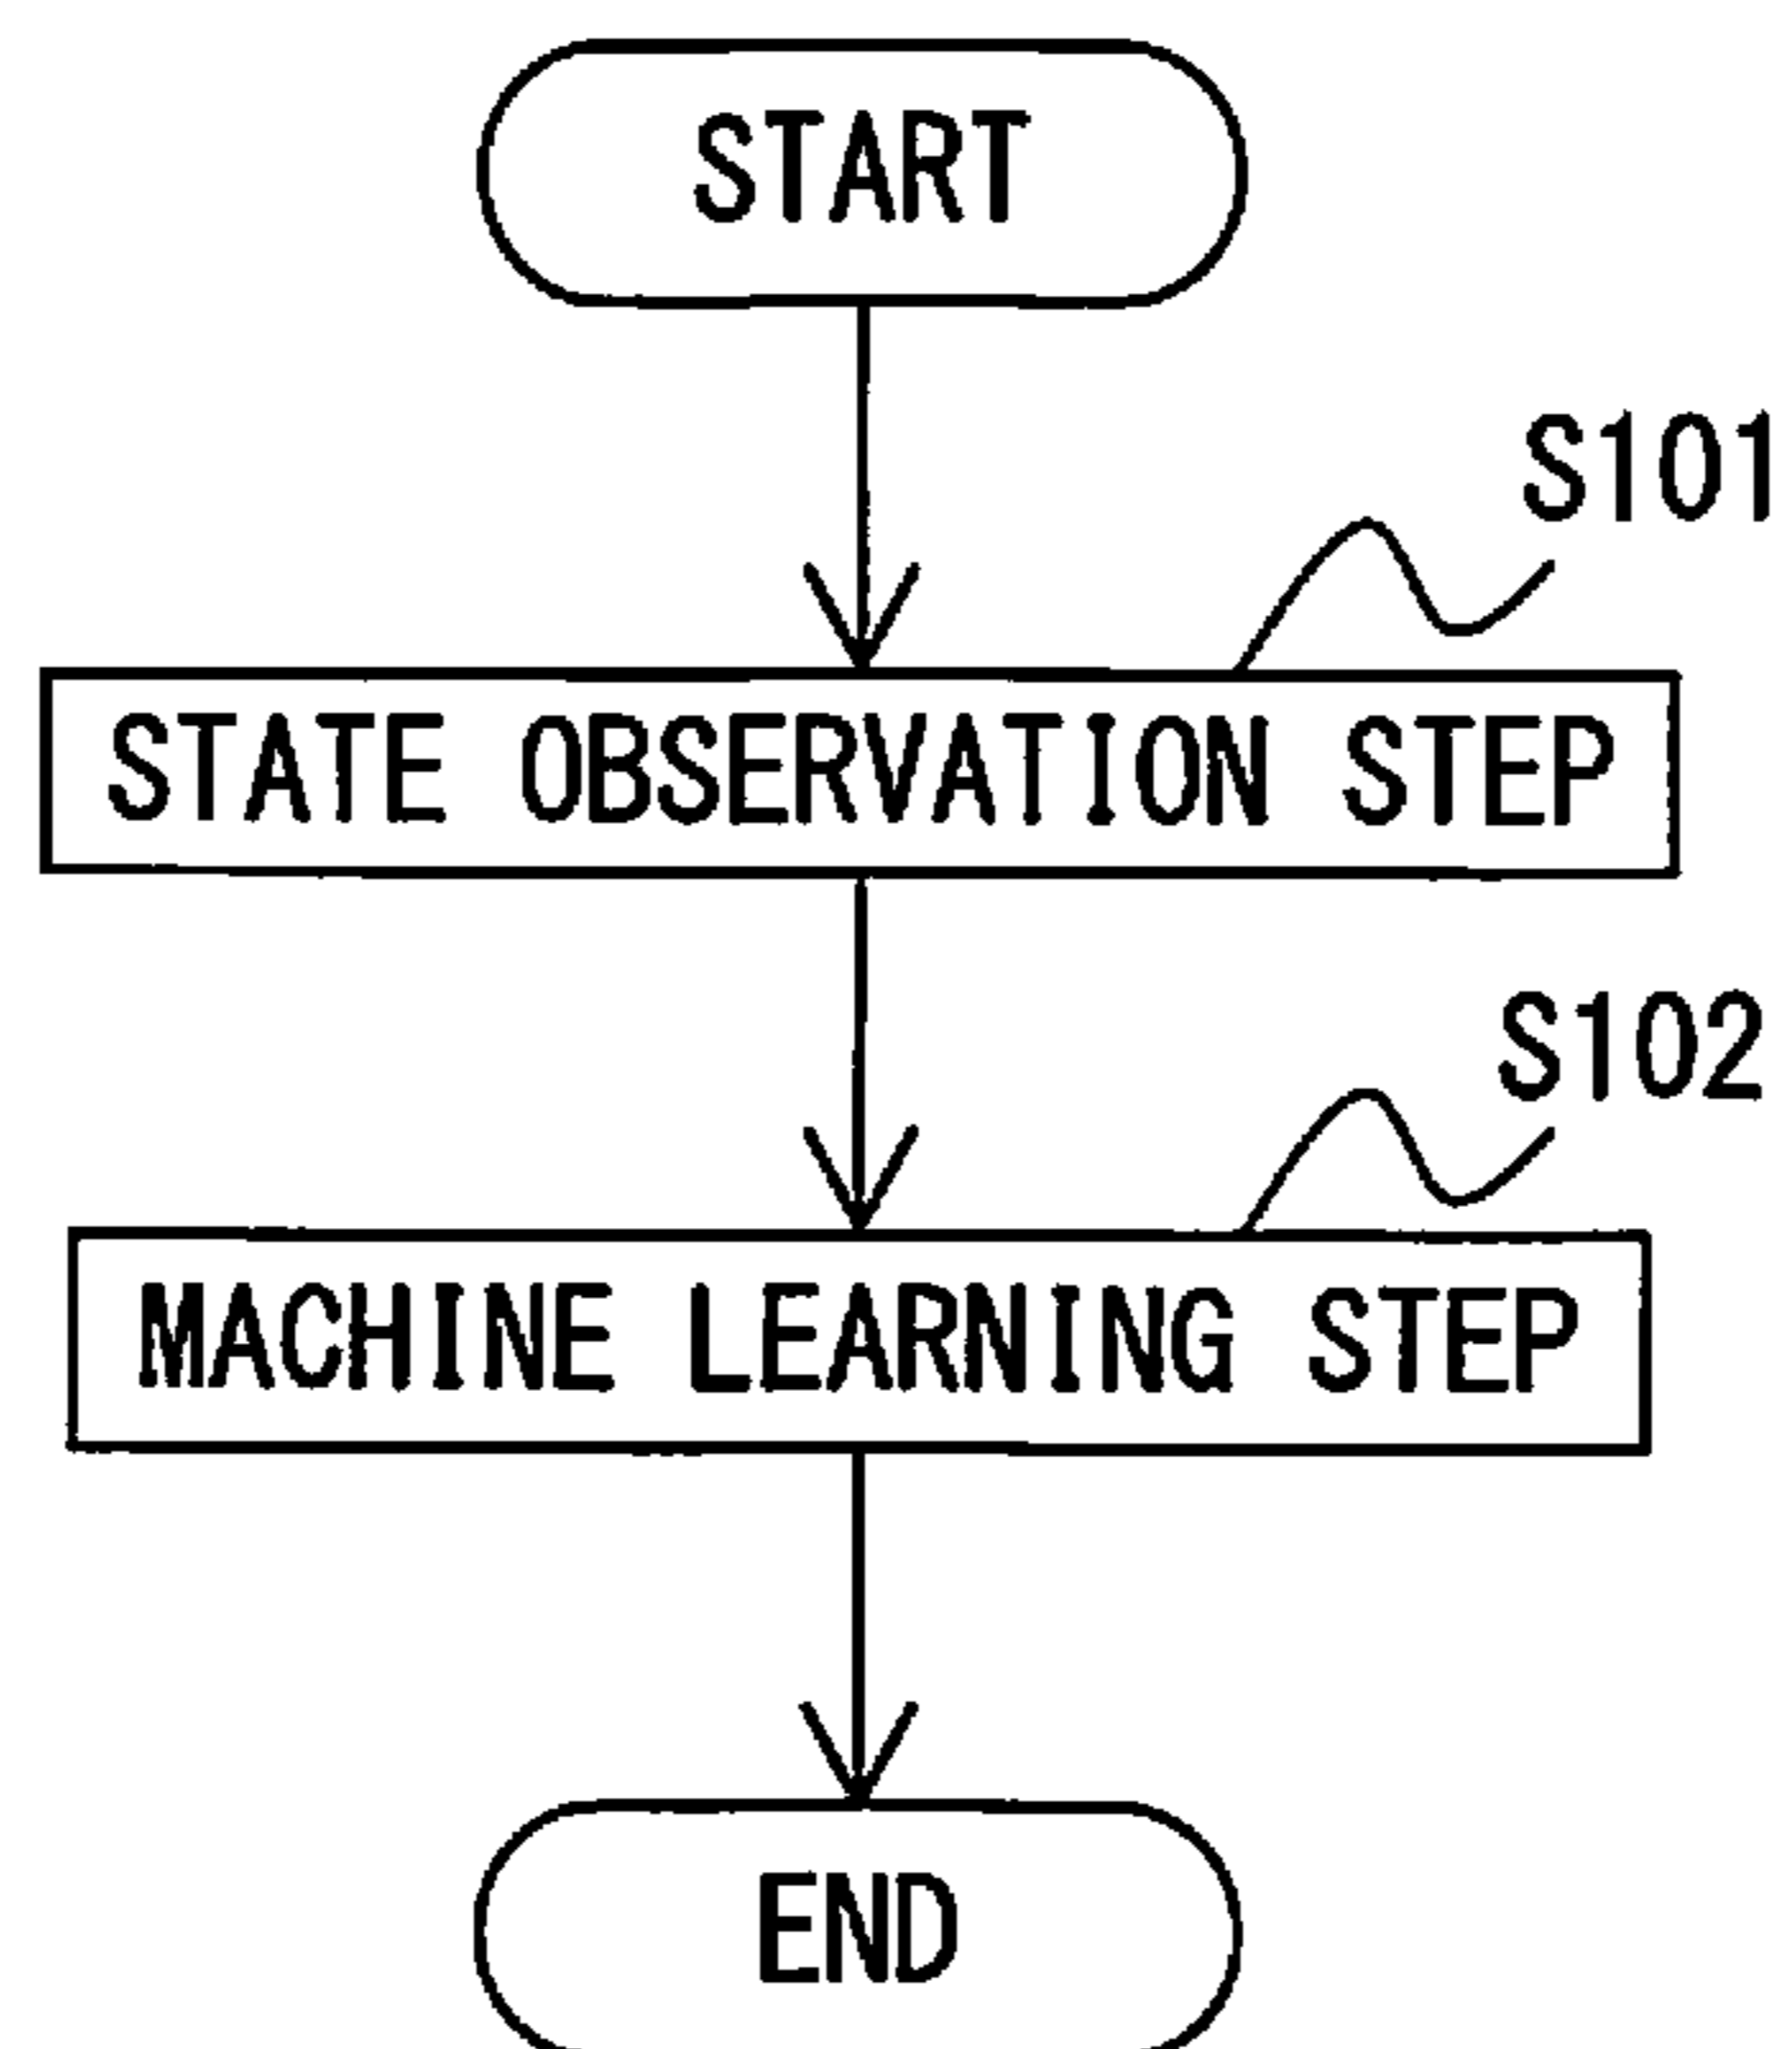 START
S101
STATE OBSERVATION STEP
S102
MACHINE LEARNING STEP
END